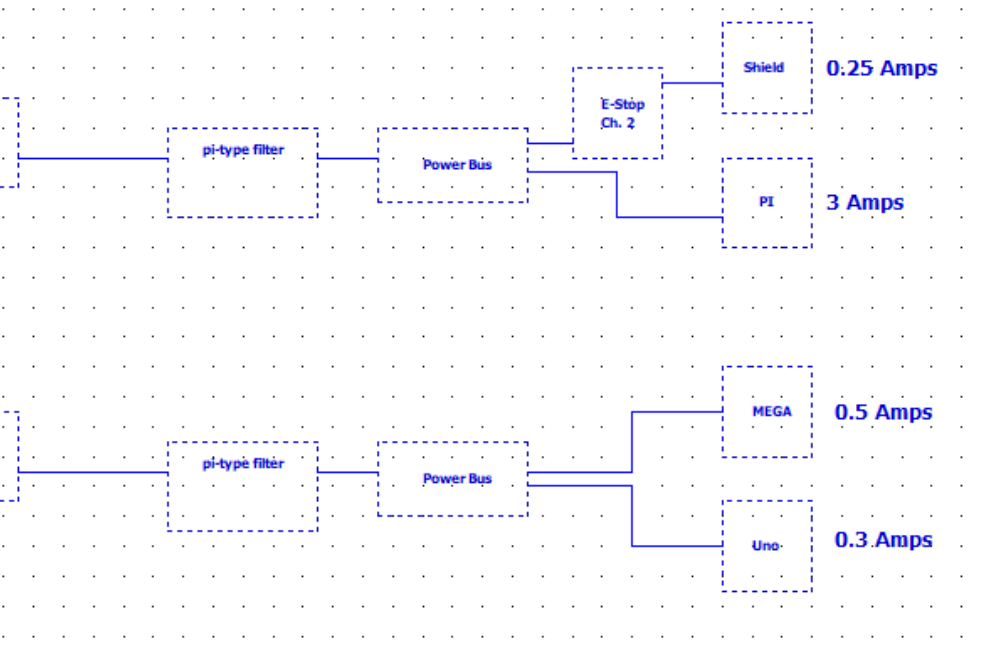 Shield
0.25 Amps
E-Stop
Ch. 2
pi-type filter
Power Bus
PI
3 Amps
MEGA
0.5 Amps
pi-type filter
Power Bus
Uno
0.3 Amps